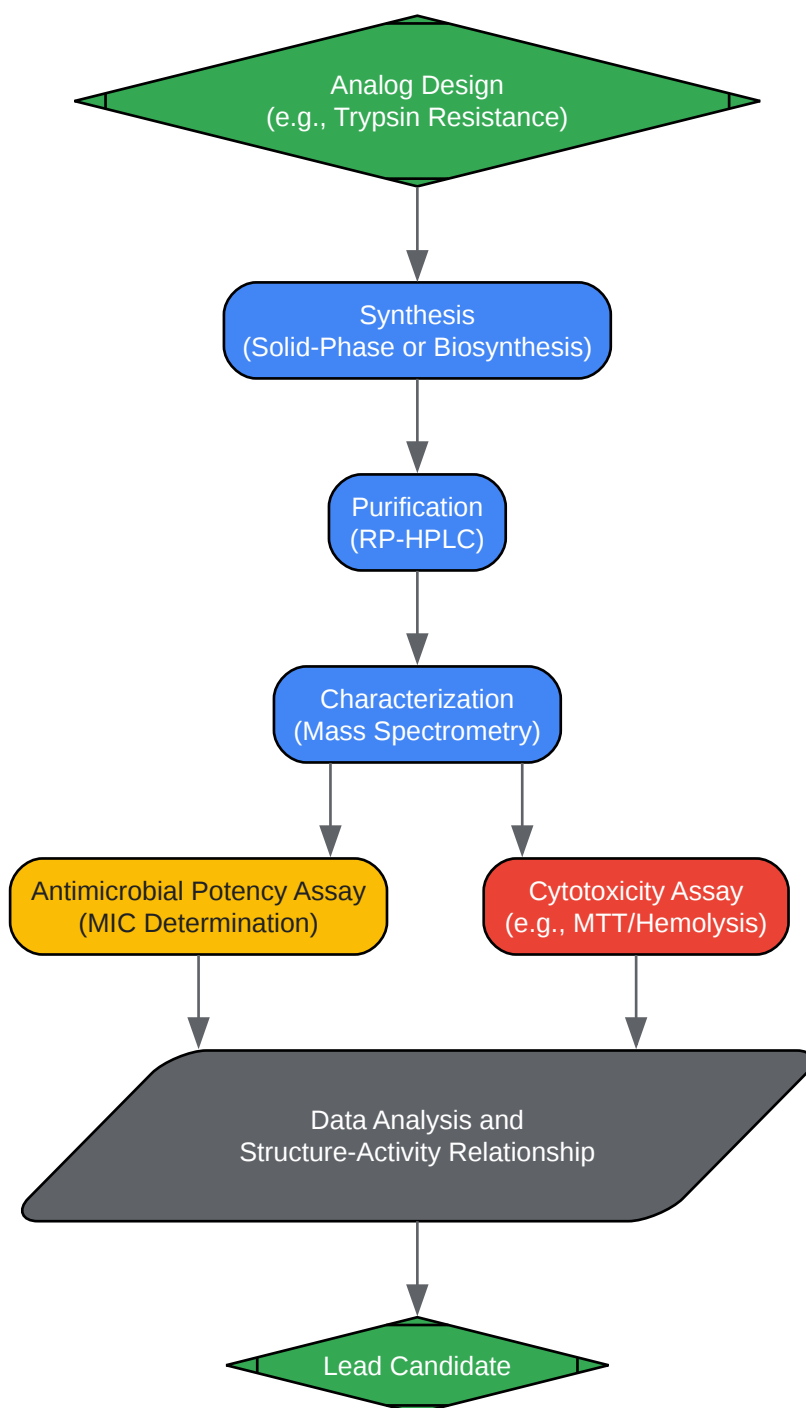 Analog Design
(e.g., Trypsin Resistance)
Synthesis
(Solid-Phase or Biosynthesis)
Purification
(RP-HPLC)
Characterization
(Mass Spectrometry)
Antimicrobial Potency Assay
(MIC Determination)
Cytotoxicity Assay
(e.g., MTT/Hemolysis)
Data Analysis and
Structure-Activity Relationship
Lead Candidate